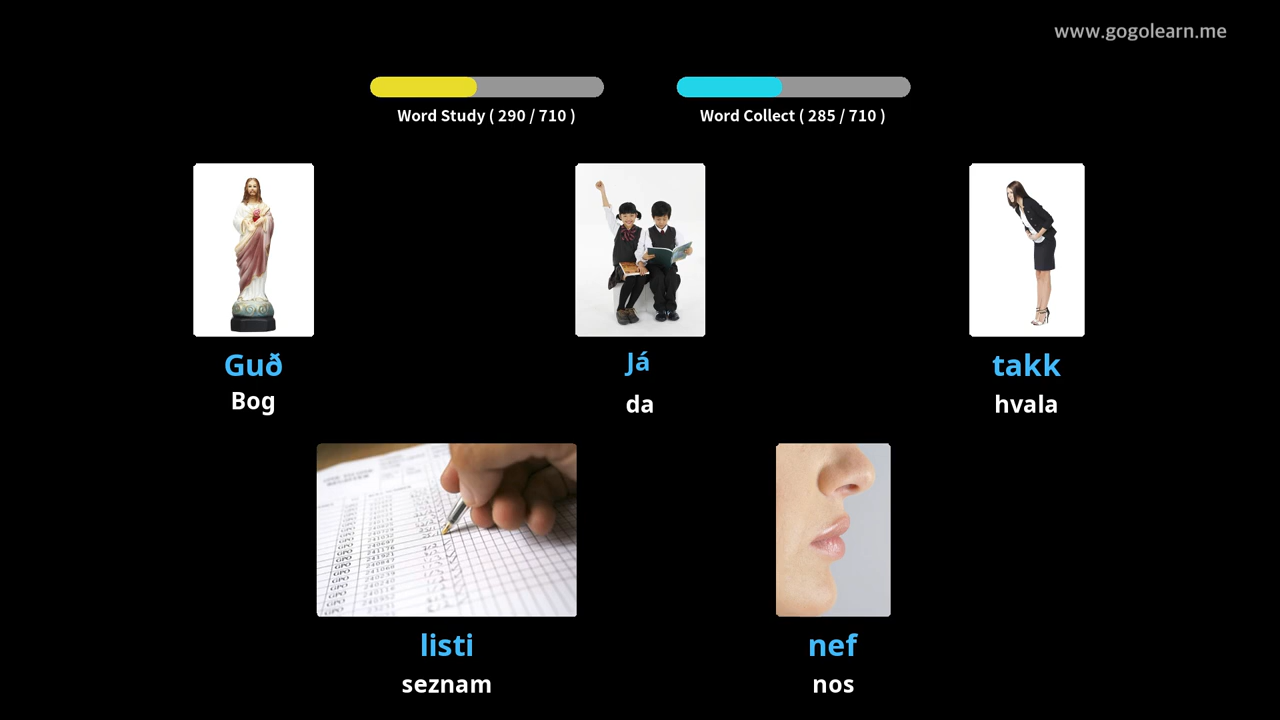 www.gogolearn.me
Word Study ( 290 / 710 )
Word Collect ( 285 / 710 )
Guð
Bog
Já
da
takk
hvala
listi
seznam
nef
nos